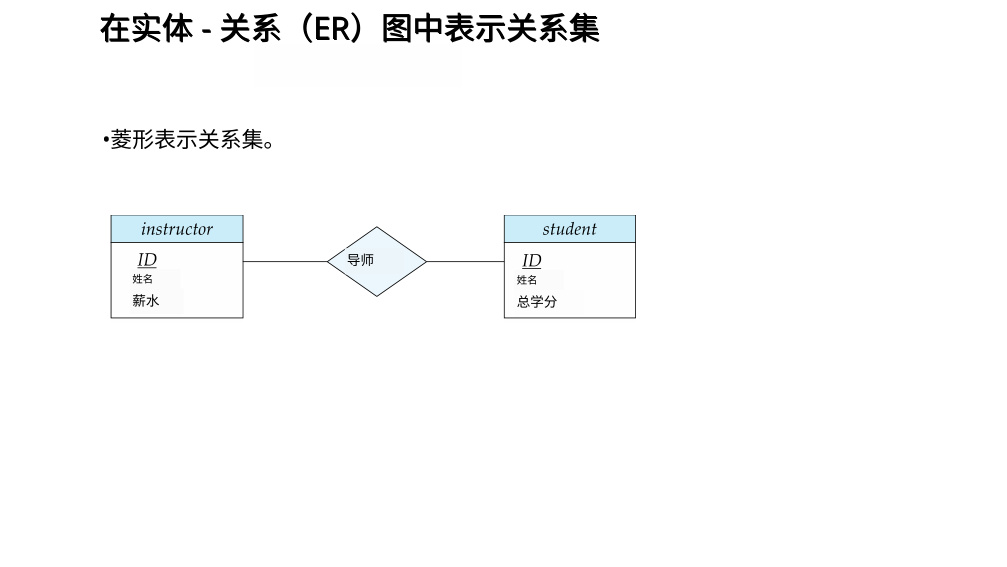 在实体 - 关系（ER）图中表示关系集
•菱形表示关系集。
instructor
ID
姓名
薪水
导师
student
ID
姓名
总学分